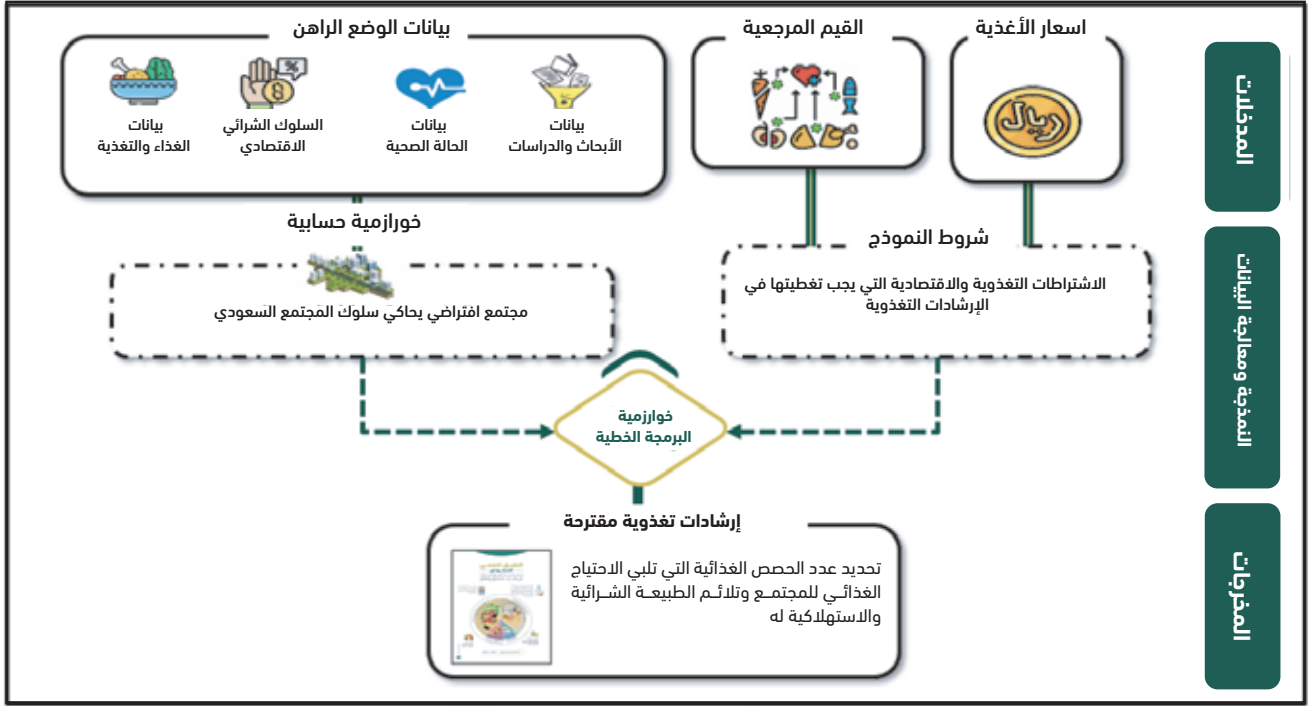 المدخلات
اسعار الأغذية
ريال
القيم المرجعية
بيانات الوضع الراهن
بيانات
الأبحاث والدراسات
بيانات
الحالة الصحية
السلوك الشرائي
الاقتصادي
بيانات
الغذاء والتغذية
النمذجة ومعالجة البيانات
شروط النموذج
الاشتراطات التغذوية والاقتصادية التي يجب تغطيتها في
الإرشادات التغذوية
خورازمية حسابية
مجتمع افتراضي يحاكي سلوك المجتمع السعودي
خوارزمية
البرمجة الخطية
المخرجات
إرشادات تغذوية مقترحة
تحديد عدد الحصص الغذائية التي تلبي الاحتياج
الغذائي للمجتمع وتلائم الطبيعة الشرائية
والاستهلاكية له